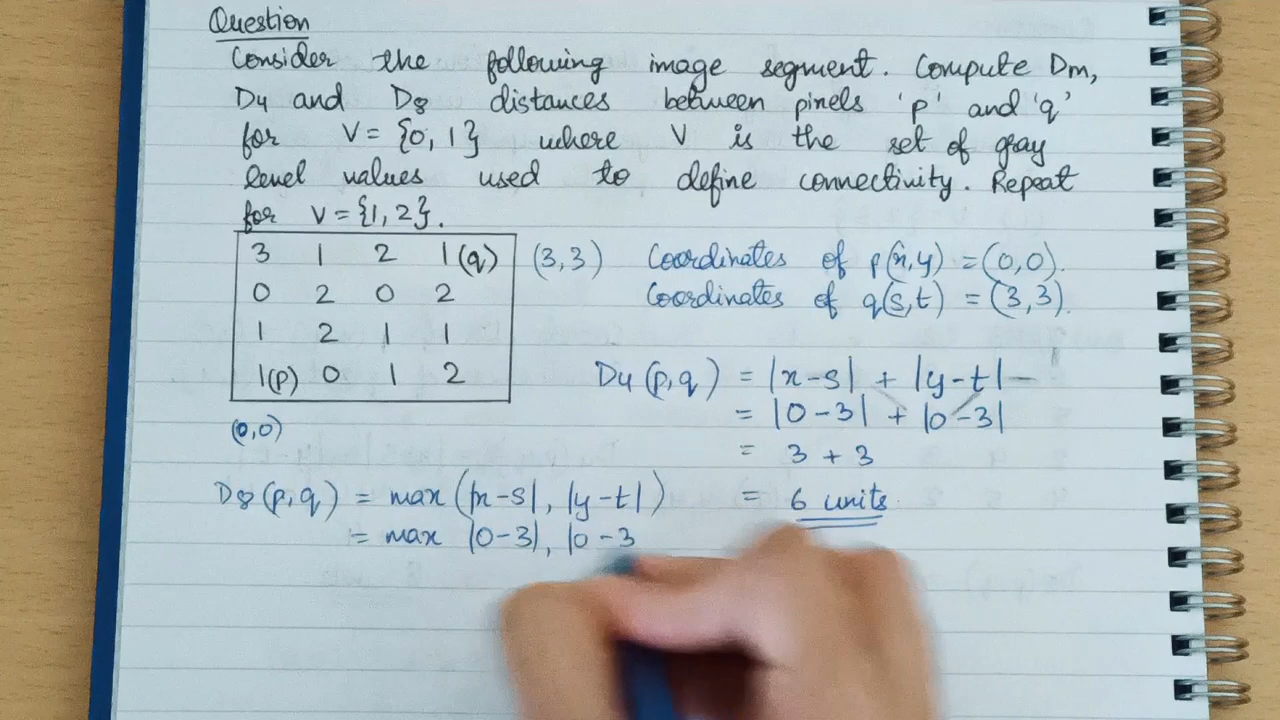 Question
Consider the following image segment. Compute Dm,
D4 and D8 distances between pixels 'p' and 'q'
for V = {0, 1} where V is the set of gray
level values used to define connectivity. Repeat
for V = {1, 2}.
3 1 2 1(q) (3,3)
0 2 0 2
1 2 1 1
1(p) 0 1 2
(0,0)
Coordinates of p(x,y) = (0,0).
Coordinates of q(s,t) = (3,3).
D4 (p,q) = |x-s| + |y-t|
= |0-3| + |0-3|
= 3 + 3
= 6 units.
D8 (p,q) = max (|x-s|, |y-t|)
= max |0-3|, |0-3